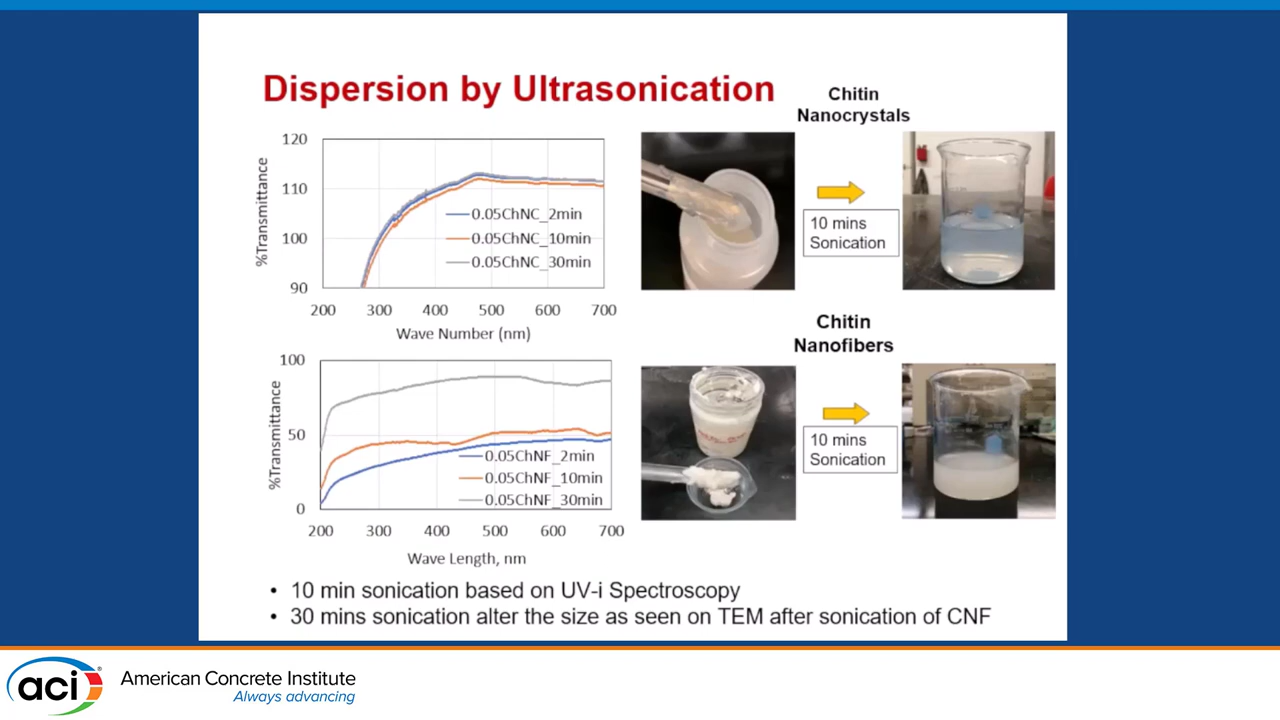 Dispersion by Ultrasonication
120
110
100
90
%Transmittance
0.05ChNC_2min
0.05ChNC_10min
0.05ChNC_30min
200 300 400 500 600 700
Wave Number (nm)
Chitin
Nanocrystals
10 mins
Sonication
100
50
0
%Transmittance
0.05ChNF_2min
0.05ChNF_10min
0.05ChNF_30min
200 300 400 500 600 700
Wave Length, nm
Chitin
Nanofibers
10 mins
Sonication
• 10 min sonication based on UV-i Spectroscopy
• 30 mins sonication alter the size as seen on TEM after sonication of CNF
aci®
American Concrete Institute
Always advancing